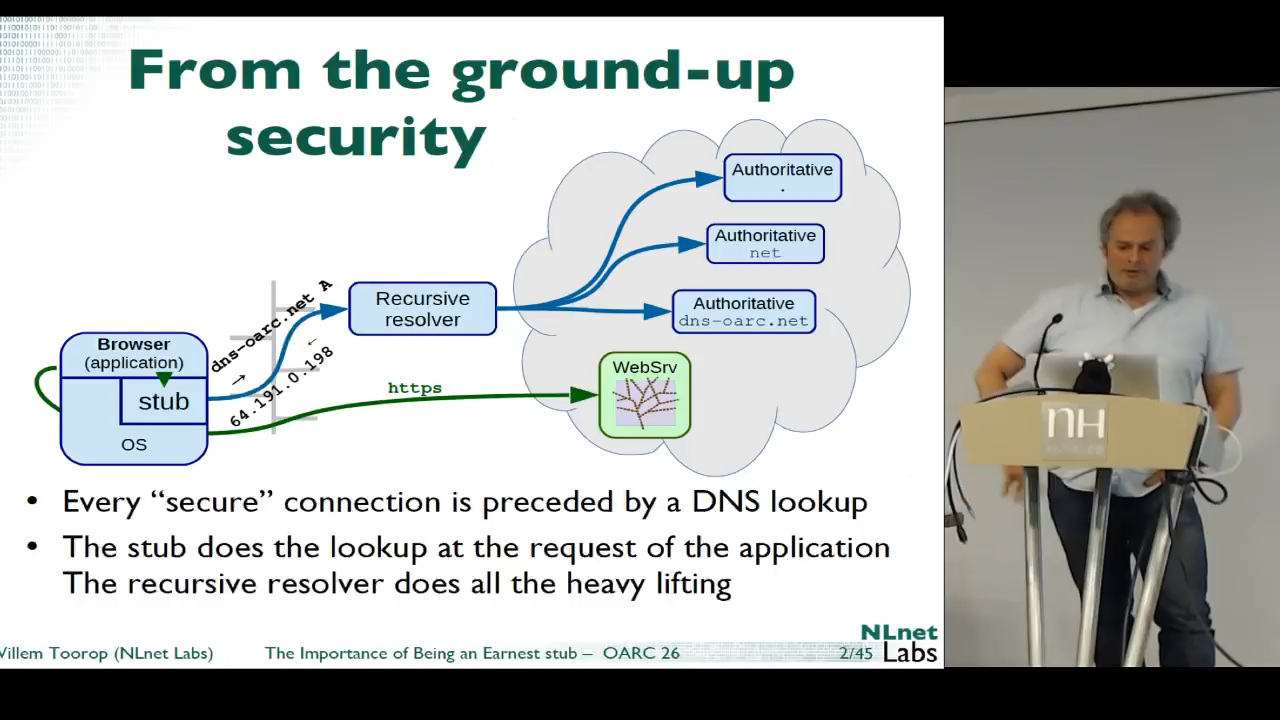 From the ground-up
security
Authoritative
.
Authoritative
net
Authoritative
dns-oarc.net
Recursive
resolver
dns-oarc.net A
→
←
64.191.0.198
Browser
(application)
stub
OS
https
WebSrv
• Every “secure” connection is preceded by a DNS lookup
• The stub does the lookup at the request of the application
The recursive resolver does all the heavy lifting
Willem Toorop (NLnet Labs)
The Importance of Being an Earnest stub – OARC 26
2/45
NLnet
Labs
nH